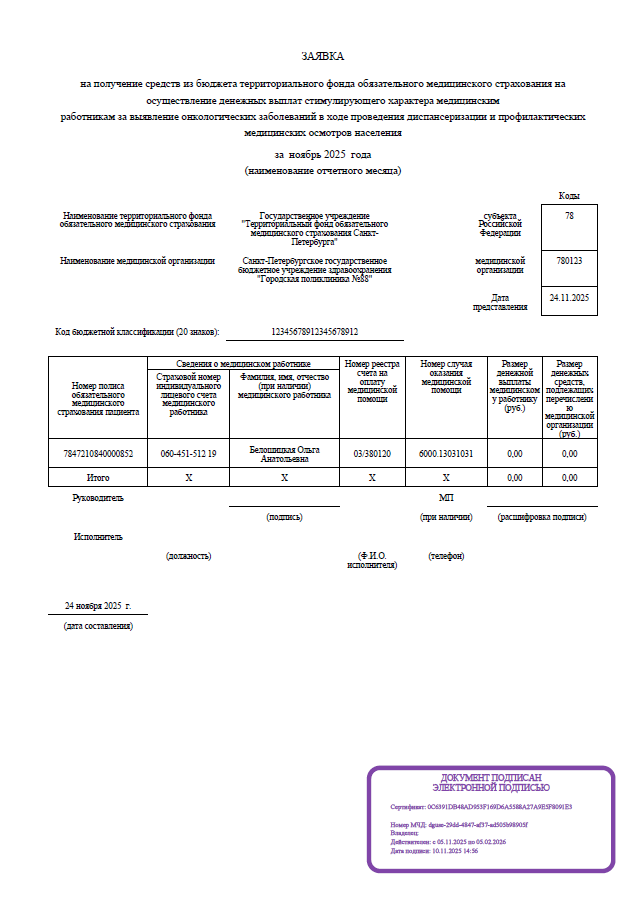 ЗАЯВКА
на получение средств из бюджета территориального фонда обязательного медицинского страхования на
осуществление денежных выплат стимулирующего характера медицинским
работникам за выявление онкологических заболеваний в ходе проведения диспансеризации и профилактических
медицинских осмотров населения
за ноябрь 2025 года
(наименование отчетного месяца)
Коды
Наименование территориального фонда
обязательного медицинского страхования
Государственное учреждение
"Территориальный фонд обязательного
медицинского страхования Санкт-
Петербурга"
субъекта
Российской
Федерации
78
Наименование медицинской организации
Санкт-Петербургское государственное
бюджетное учреждение здравоохранения
"Городская поликлиника №88"
медицинской
организации
780123
Дата
представления
24.11.2025
Код бюджетной классификации (20 знаков):
12345678912345678912
Номер полиса
обязательного
медицинского
страхования пациента
Сведения о медицинском работнике
Страховой номер
индивидуального
лицевого счета
медицинского
работника
Фамилия, имя, отчество
(при наличии)
медицинского работника
Номер реестра
счета на
оплату
медицинской
помощи
Номер случая
оказания
медицинской
помощи
Размер
денежной
выплаты
медицинском
у работнику
(руб.)
Размер
денежных
средств,
подлежащих
перечислени
ю
медицинской
организации
(руб.)
7847210840000852
060-451-512 19
Белошицкая Ольга
Анатольевна
03/380120
6000.13031031
0,00
0,00
Итого
X
X
X
X
0,00
0,00
Руководитель
МП
(подпись)
(при наличии)
(расшифровка подписи)
Исполнитель
(должность)
(Ф.И.О.
исполнителя)
(телефон)
24 ноября 2025 г.
(дата составления)
ДОКУМЕНТ ПОДПИСАН
ЭЛЕКТРОННОЙ ПОДПИСЬЮ
Сертификат: 0C6391DB48AD953F169D6A5588A27A9E5F8091E3
Номер МЧД: dguae-29dd-4847-af37-ad505b98905f
Владелец:
Действителен: с 05.11.2025 по 05.02.2026
Дата подписи: 10.11.2025 14:56